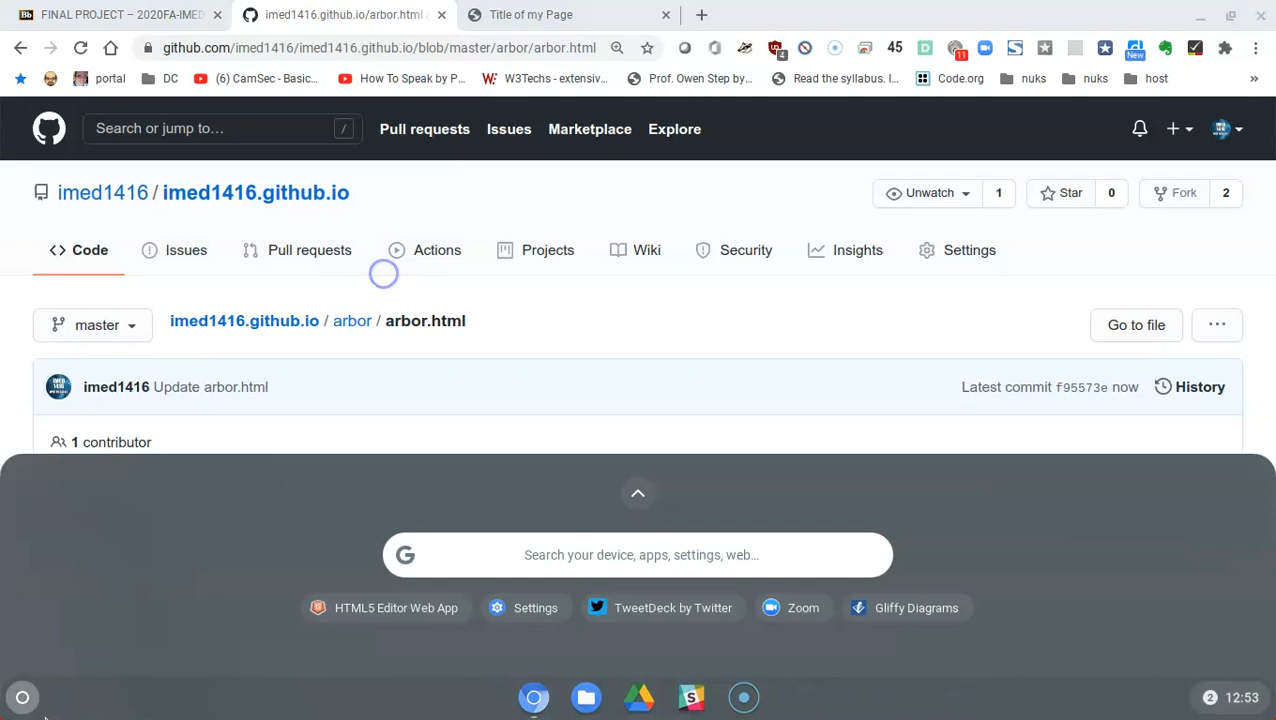 Bb FINAL PROJECT – 2020FA-IMED
imed1416.github.io/arbor.html
Title of my Page
github.com/imed1416/imed1416.github.io/blob/master/arbor/arbor.html
4
45
11
New
portal
DC
(6) CamSec - Basic...
How To Speak by P...
W3Techs - extensiv...
Prof. Owen Step by...
Read the syllabus. I...
Code.org
nuks
nuks
host
»
Search or jump to...
/
Pull requests
Issues
Marketplace
Explore
imed1416 / imed1416.github.io
Unwatch 1
Star 0
Fork 2
Code
Issues
Pull requests
Actions
Projects
Wiki
Security
Insights
Settings
master
imed1416.github.io / arbor / arbor.html
Go to file
...
imed1416 Update arbor.html
Latest commit f95573e now
History
1 contributor
G Search your device, apps, settings, web...
HTML5 Editor Web App
Settings
TweetDeck by Twitter
Zoom
Gliffy Diagrams
2 12:53